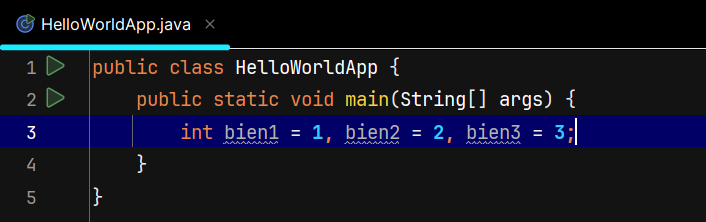 HelloWorldApp.java
1 public class HelloWorldApp {
2 public static void main(String[] args) {
3 int bien1 = 1, bien2 = 2, bien3 = 3;
4 }
5 }